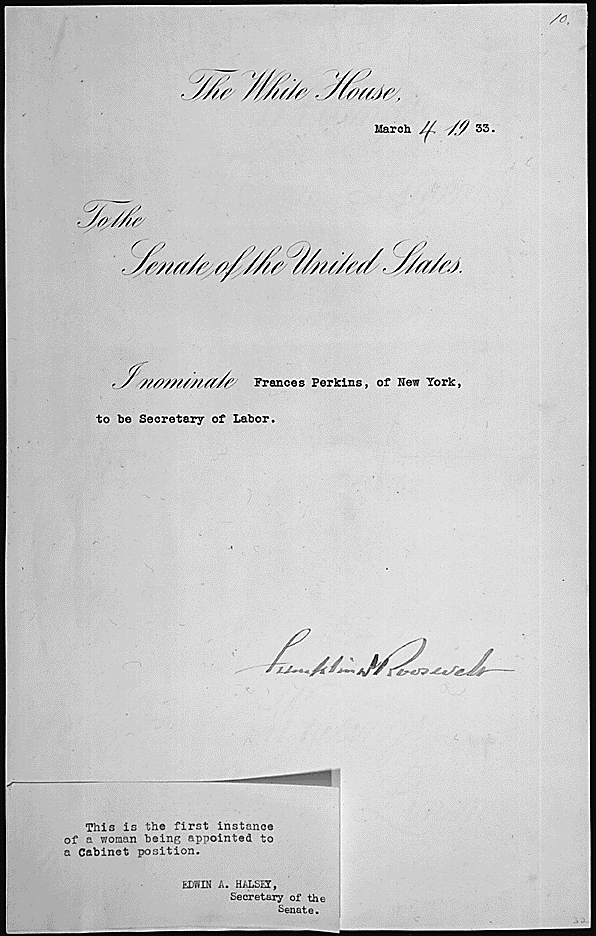 10.
The White House,
March 4 19 33.
To the
Senate of the United States.
I nominate Frances Perkins, of New York,
to be Secretary of Labor.
Franklin D Roosevelt
This is the first instance
of a woman being appointed to
a Cabinet position.
EDWIN A. HALSEY,
Secretary of the
Senate.